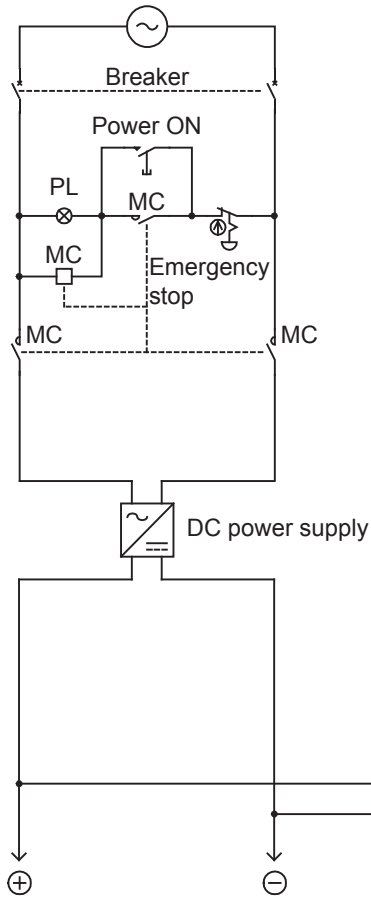 Breaker
Power ON
PL
MC
MC
Emergency
stop
MC
MC
DC power supply
+
−